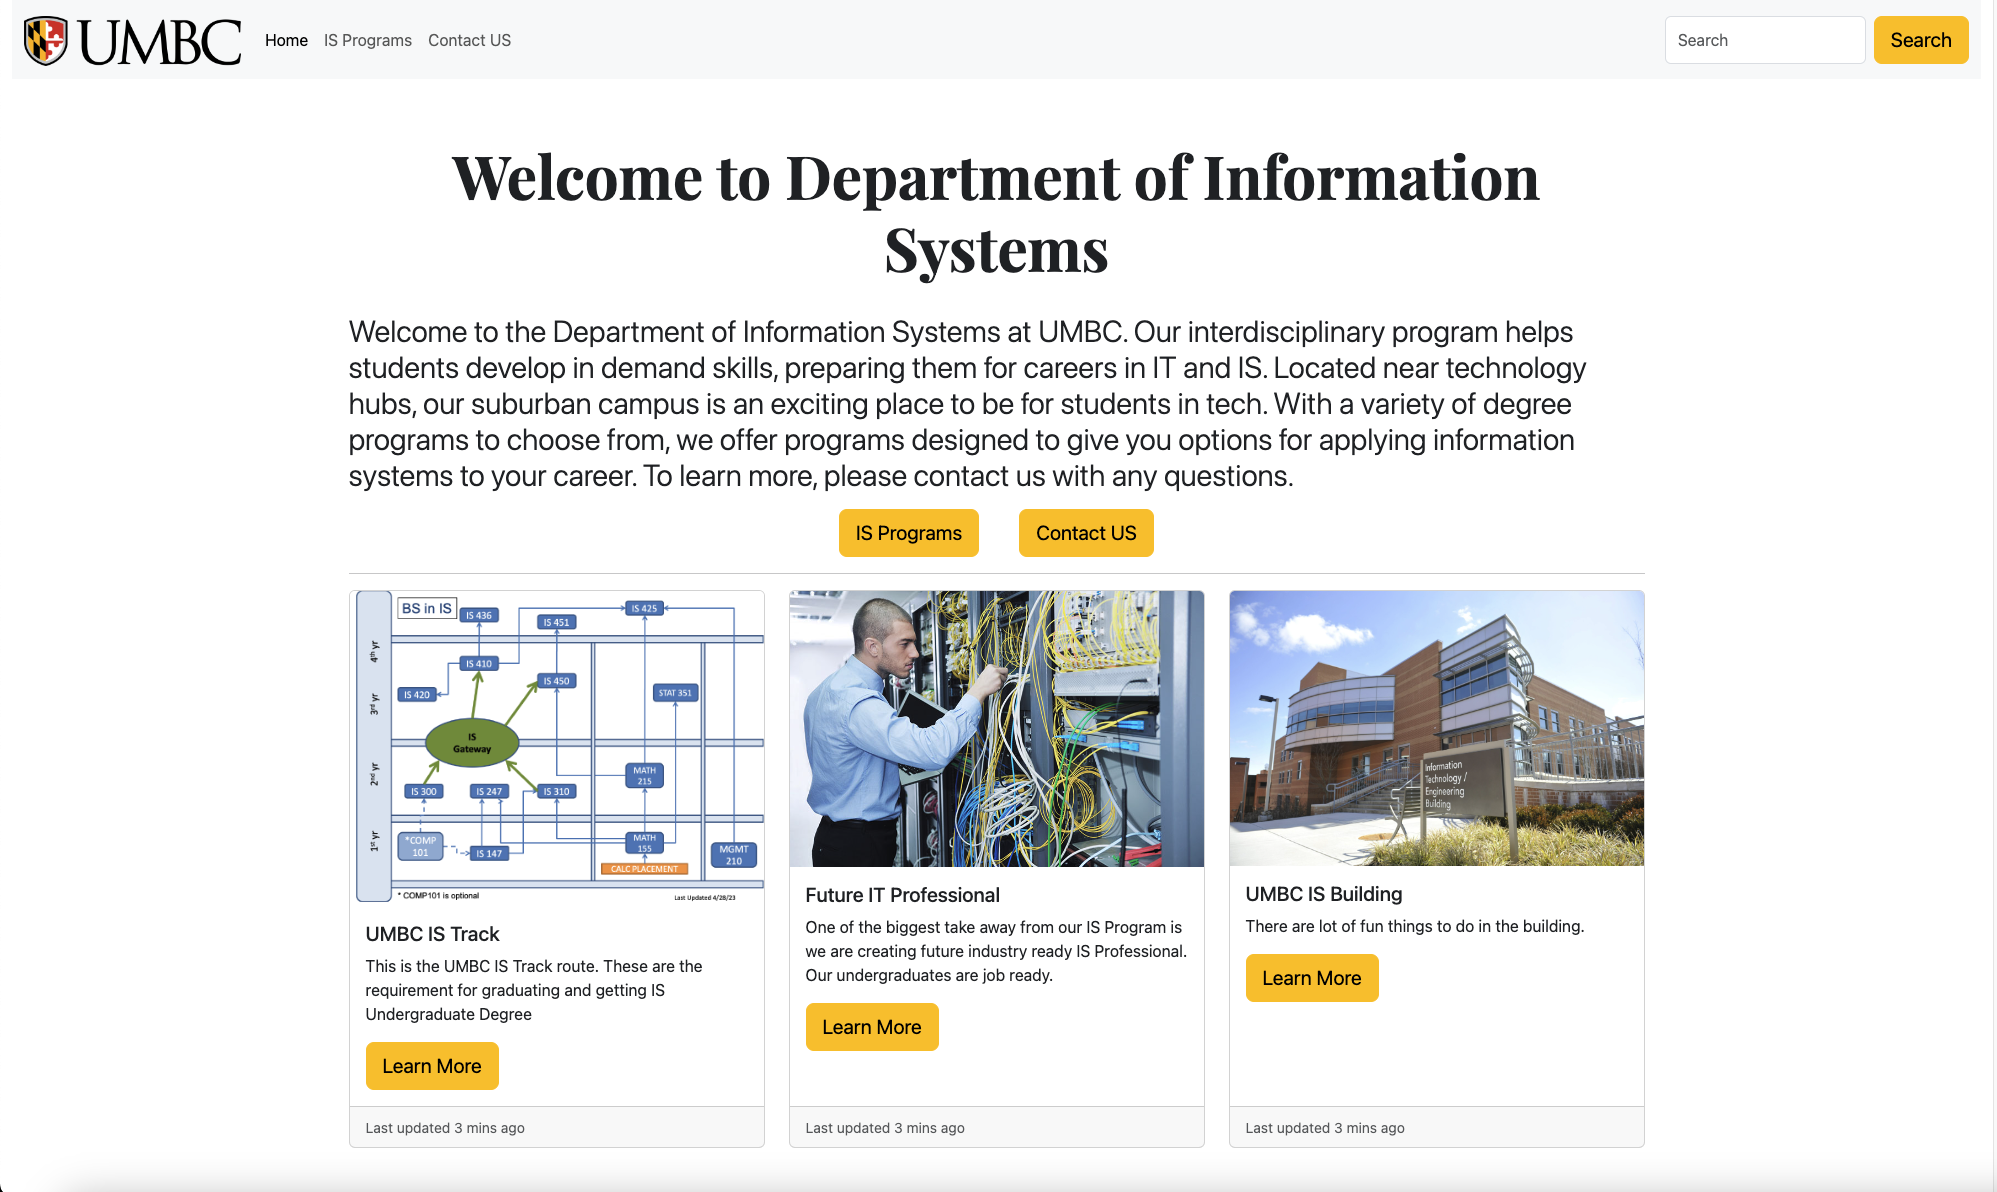 UMBC Home IS Programs Contact US Search Search
Welcome to Department of Information
Systems
Welcome to the Department of Information Systems at UMBC. Our interdisciplinary program helps
students develop in demand skills, preparing them for careers in IT and IS. Located near technology
hubs, our suburban campus is an exciting place to be for students in tech. With a variety of degree
programs to choose from, we offer programs designed to give you options for applying information
systems to your career. To learn more, please contact us with any questions.
IS Programs Contact US
BS in IS
IS 436
IS 425
IS 451
4th yr
IS 410
IS 450
IS 420
STAT 351
3rd yr
IS
Gateway
2nd yr
MATH
215
IS 300
IS 247
IS 310
1st yr
*COMP
101
IS 147
MATH
155
MGMT
210
CALC PLACEMENT
* COMP101 is optional
Last Updated 4/28/23
UMBC IS Track
This is the UMBC IS Track route. These are the
requirement for graduating and getting IS
Undergraduate Degree
Learn More
Last updated 3 mins ago
Future IT Professional
One of the biggest take away from our IS Program is
we are creating future industry ready IS Professional.
Our undergraduates are job ready.
Learn More
Last updated 3 mins ago
Information
Technology /
Engineering
Building
UMBC IS Building
There are lot of fun things to do in the building.
Learn More
Last updated 3 mins ago